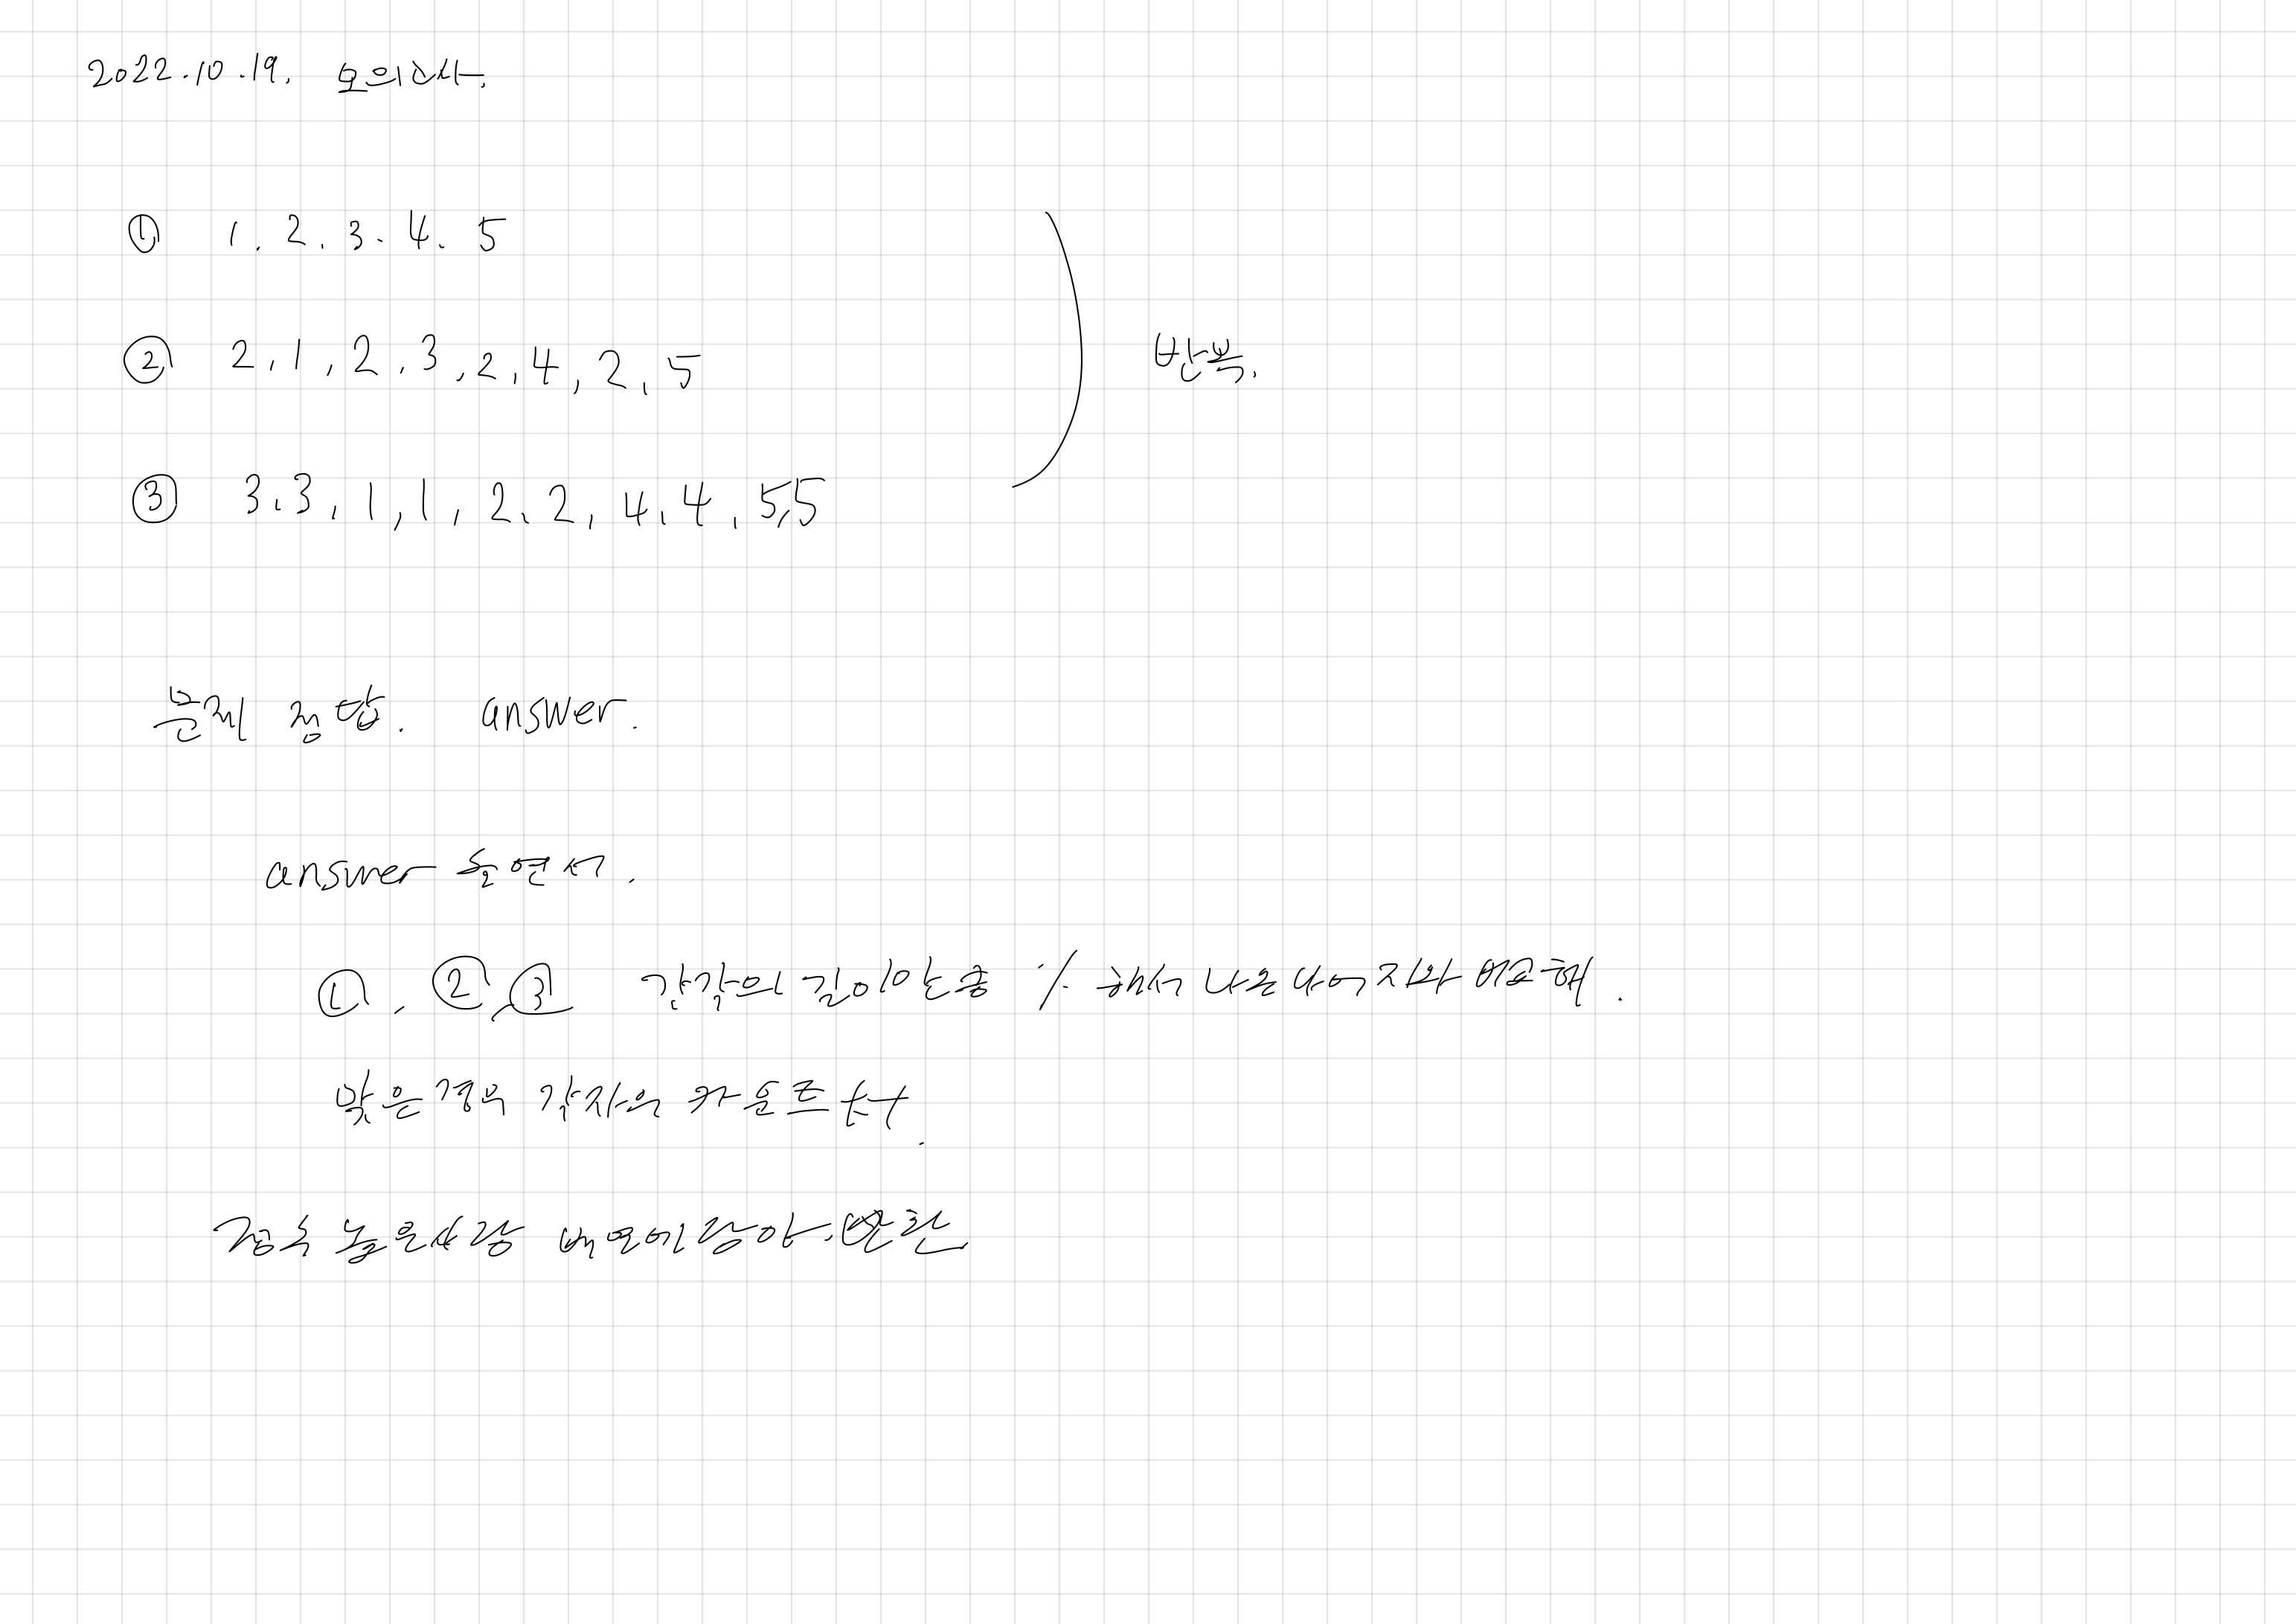 2022.10.19. 모의고사.
① 1. 2. 3. 4. 5
② 2, 1, 2, 3, 2, 4, 2, 5
반복.
③ 3, 3, 1, 1, 2, 2, 4, 4, 5, 5
문제 정답. answer.
answer 돌면서.
①, ②, ③ 각각의 길이만큼 % 해서 나온 나머지와 비교해.
맞은경우 각자의 카운트 ++.
점수 높은사람 배열에 담아. 반환.